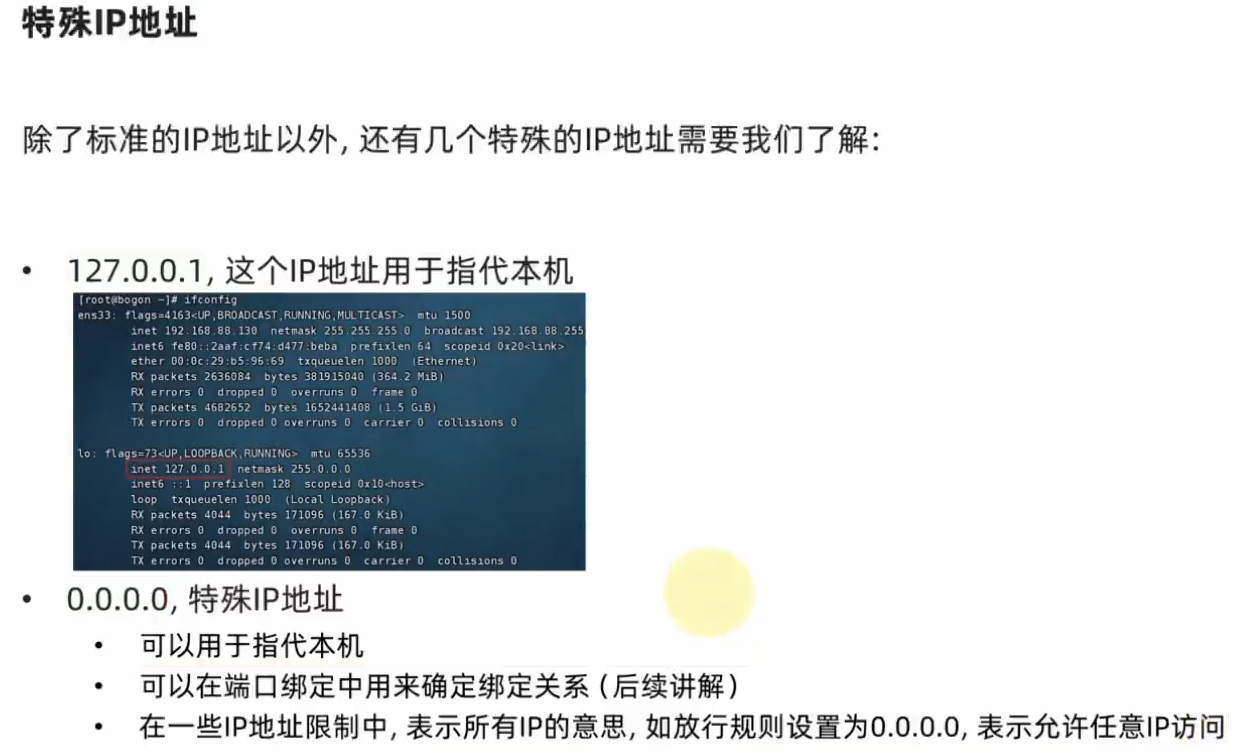 特殊IP地址
除了标准的IP地址以外, 还有几个特殊的IP地址需要我们了解:
• 127.0.0.1, 这个IP地址用于指代本机
[root@bogon ~]# ifconfig
ens33: flags=4163<UP,BROADCAST,RUNNING,MULTICAST>  mtu 1500
inet 192.168.88.130  netmask 255.255.255.0  broadcast 192.168.88.255
inet6 fe80::2aaf:cf74:d477:beba  prefixlen 64  scopeid 0x20<link>
ether 00:0c:29:b5:96:69  txqueuelen 1000  (Ethernet)
RX packets 2636084  bytes 381915040 (364.2 MiB)
RX errors 0  dropped 0  overruns 0  frame 0
TX packets 4682652  bytes 1652441408 (1.5 GiB)
TX errors 0  dropped 0 overruns 0  carrier 0  collisions 0
lo: flags=73<UP,LOOPBACK,RUNNING>  mtu 65536
inet 127.0.0.1  netmask 255.0.0.0
inet6 ::1  prefixlen 128  scopeid 0x10<host>
loop  txqueuelen 1000  (Local Loopback)
RX packets 4044  bytes 171096 (167.0 KiB)
RX errors 0  dropped 0  overruns 0  frame 0
TX packets 4044  bytes 171096 (167.0 KiB)
TX errors 0  dropped 0 overruns 0  carrier 0  collisions 0
• 0.0.0.0, 特殊IP地址
• 可以用于指代本机
• 可以在端口绑定中用来确定绑定关系（后续讲解）
• 在一些IP地址限制中, 表示所有IP的意思, 如放行规则设置为0.0.0.0, 表示允许任意IP访问